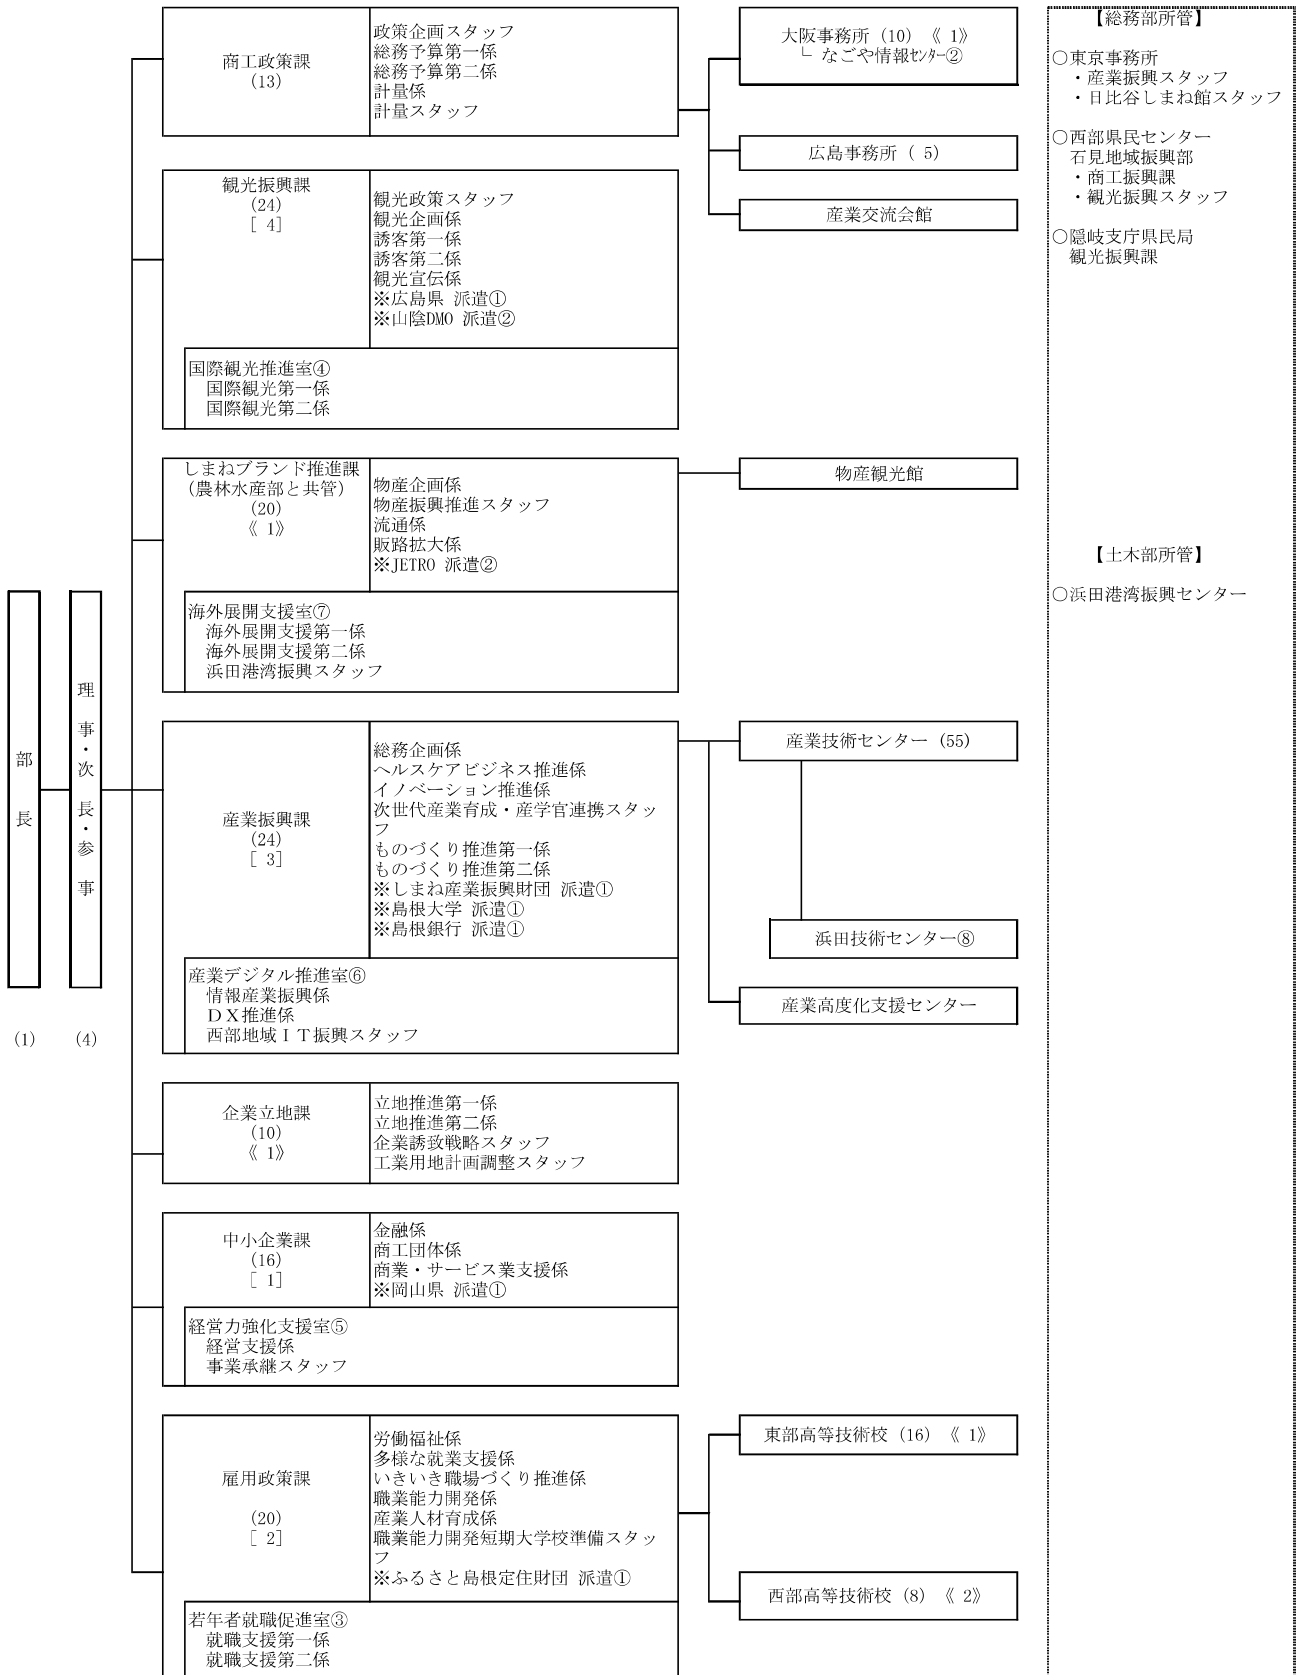 部長
(1)
理事・次長・参事
(4)
商工政策課
(13)
政策企画スタッフ
総務予算第一係
総務予算第二係
計量係
計量スタッフ
大阪事務所 (10) 《 1》
└ なごや情報ｾﾝﾀｰ②
広島事務所 ( 5)
産業交流会館
観光振興課
(24)
[ 4]
観光政策スタッフ
観光企画係
誘客第一係
誘客第二係
観光宣伝係
※広島県 派遣①
※山陰DMO 派遣②
国際観光推進室④
国際観光第一係
国際観光第二係
しまねブランド推進課
(農林水産部と共管)
(20)
《 1》
物産企画係
物産振興推進スタッフ
流通係
販路拡大係
※JETRO 派遣②
海外展開支援室⑦
海外展開支援第一係
海外展開支援第二係
浜田港湾振興スタッフ
物産観光館
産業振興課
(24)
[ 3]
総務企画係
ヘルスケアビジネス推進係
イノベーション推進係
次世代産業育成・産学官連携スタッ
フ
ものづくり推進第一係
ものづくり推進第二係
※しまね産業振興財団 派遣①
※島根大学 派遣①
※島根銀行 派遣①
産業デジタル推進室⑥
情報産業振興係
ＤＸ推進係
西部地域ＩＴ振興スタッフ
産業技術センター (55)
浜田技術センター⑧
産業高度化支援センター
企業立地課
(10)
《 1》
立地推進第一係
立地推進第二係
企業誘致戦略スタッフ
工業用地計画調整スタッフ
中小企業課
(16)
[ 1]
金融係
商工団体係
商業・サービス業支援係
※岡山県 派遣①
経営力強化支援室⑤
経営支援係
事業承継スタッフ
雇用政策課
(20)
[ 2]
労働福祉係
多様な就業支援係
いきいき職場づくり推進係
職業能力開発係
産業人材育成係
職業能力開発短期大学校準備スタッ
フ
※ふるさと島根定住財団 派遣①
若年者就職促進室③
就職支援第一係
就職支援第二係
東部高等技術校 (16) 《 1》
西部高等技術校 (8) 《 2》
【総務部所管】
○東京事務所
・産業振興スタッフ
・日比谷しまね館スタッフ
○西部県民センター
石見地域振興部
・商工振興課
・観光振興スタッフ
○隠岐支庁県民局
観光振興課
【土木部所管】
○浜田港湾振興センター